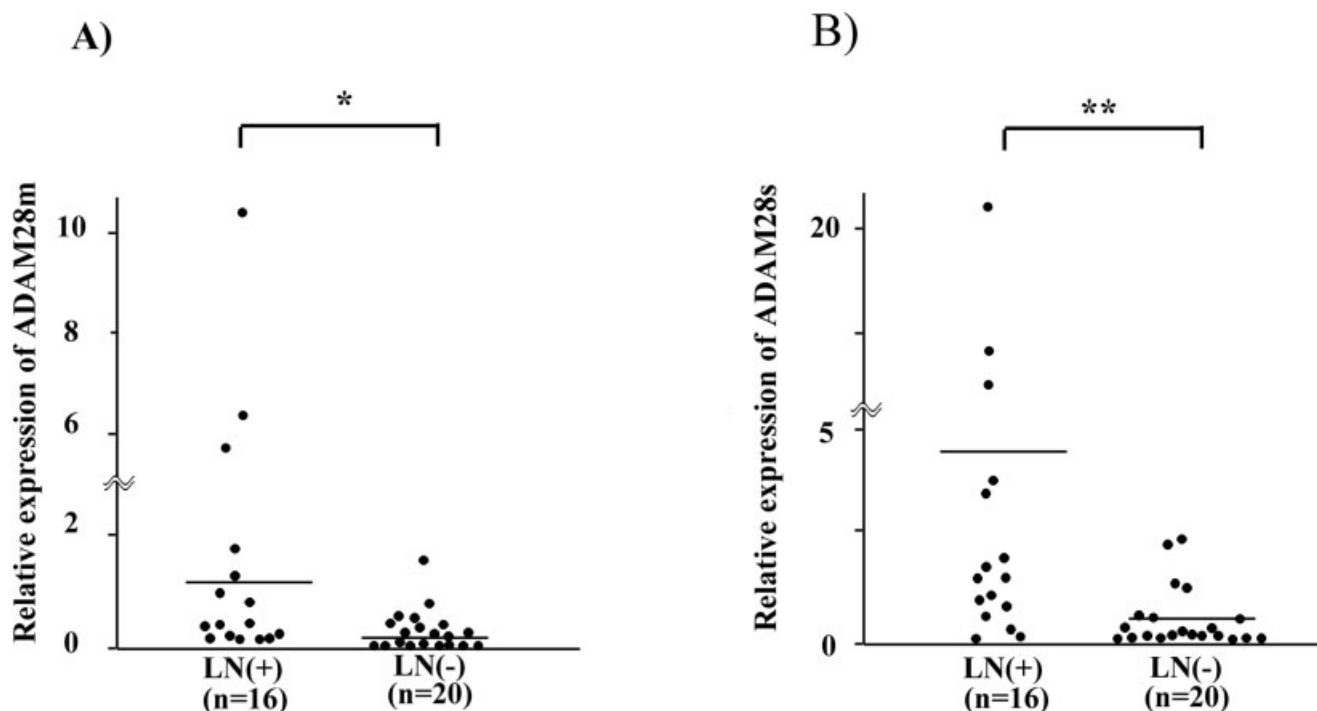 A)
*
Relative expression of ADAM28m
10
8
6
2
0
LN(+)
(n=16)
LN(-)
(n=20)
B)
**
Relative expression of ADAM28s
20
5
0
LN(+)
(n=16)
LN(-)
(n=20)